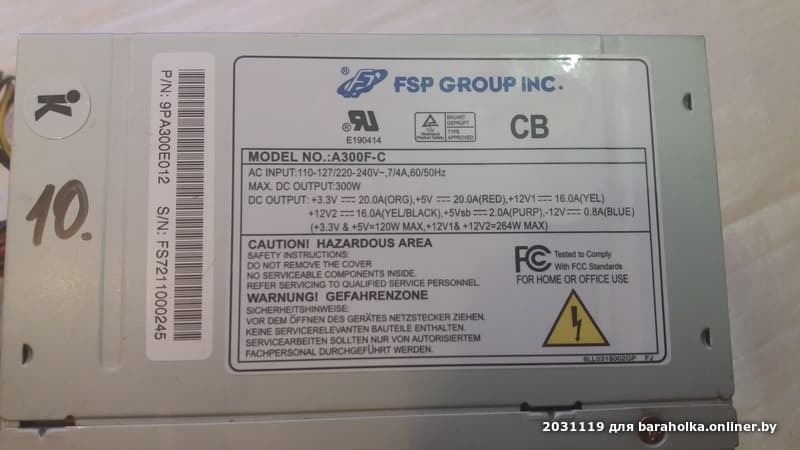 FSP GROUP INC.
E190414
BAUART
GEPRÜFT
TYPE
APPROVED
CB
MODEL NO.:A300F-C
AC INPUT:110-127/220-240V~,7/4A,60/50Hz
MAX. DC OUTPUT:300W
DC OUTPUT: +3.3V ⎓ 20.0A(ORG),+5V ⎓ 20.0A(RED),+12V1 ⎓ 16.0A(YEL)
+12V2 ⎓ 16.0A(YEL/BLACK),+5Vsb ⎓ 2.0A(PURP),-12V ⎓ 0.8A(BLUE)
(+3.3V & +5V=120W MAX,+12V1& +12V2=264W MAX)
CAUTION! HAZARDOUS AREA
SAFETY INSTRUCTIONS:
DO NOT REMOVE THE COVER
NO SERVICEABLE COMPONENTS INSIDE.
REFER SERVICING TO QUALIFIED SERVICE PERSONNEL.
WARNUNG! GEFAHRENZONE
SICHERHEITSHINWEISE:
VOR DEM ÖFFNEN DES GERÄTES NETZSTECKER ZIEHEN.
KEINE SERVICERELEVANTEN BAUTEILE ENTHALTEN.
SERVICEARBEITEN SOLLTEN NUR VON AUTORISIERTEM
FACHPERSONAL DURCHGEFÜHRT WERDEN.
FC Tested to Comply
With FCC Standards
FOR HOME OR OFFICE USE
P/N: 9PA300E012
S/N: FS7211000245
K
10.
2031119 для baraholka.onliner.by